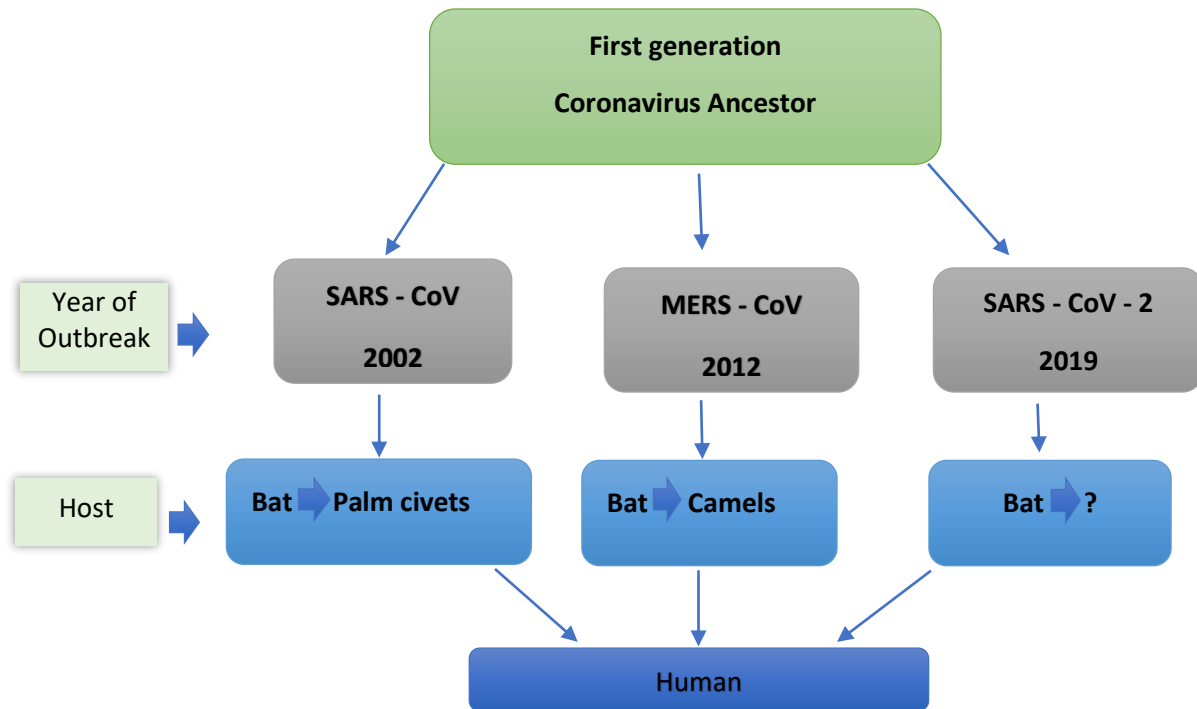 First generation
Coronavirus Ancestor
Year of
Outbreak
SARS - CoV
2002
MERS - CoV
2012
SARS - CoV - 2
2019
Host
Bat Palm civets
Bat Camels
Bat ?
Human